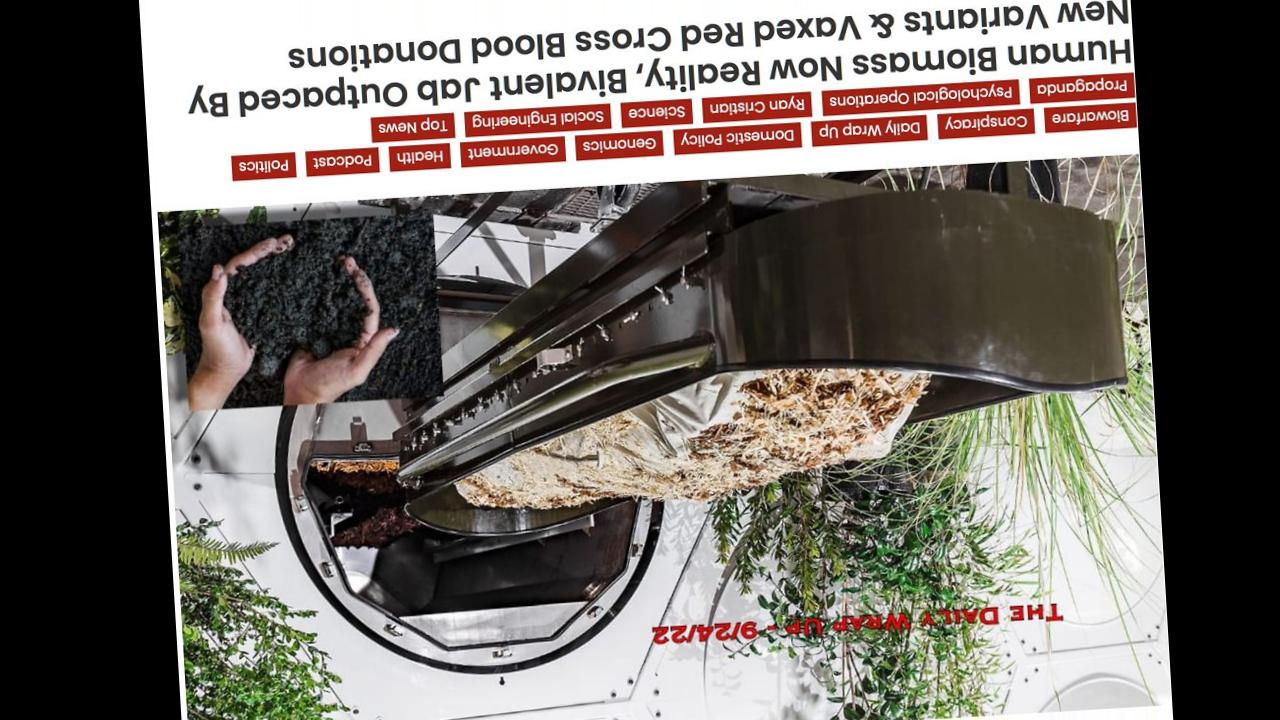 THE DAILY WRAP UP - 9/24/22
Biowarfare Conspiracy Daily Wrap Up Domestic Policy Genomics Government Health Podcast Politics
Propaganda Psychological Operations Ryan Cristian Science Social Engineering Top News
Human Biomass Now Reality, Bivalent Jab Outpaced By
New Variants & Vaxed Red Cross Blood Donations